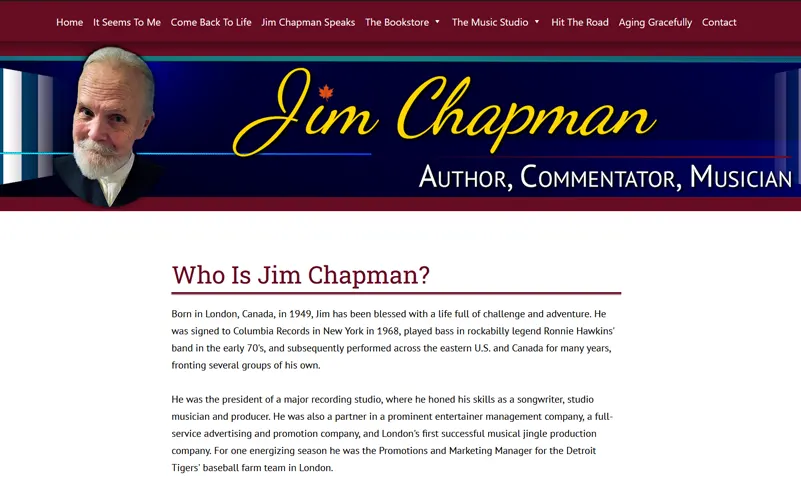 Home It Seems To Me Come Back To Life Jim Chapman Speaks The Bookstore The Music Studio Hit The Road Aging Gracefully Contact
Jim Chapman
Author, Commentator, Musician
Who Is Jim Chapman?
Born in London, Canada, in 1949, Jim has been blessed with a life full of challenge and adventure. He
was signed to Columbia Records in New York in 1968, played bass in rockabilly legend Ronnie Hawkins'
band in the early 70's, and subsequently performed across the eastern U.S. and Canada for many years,
fronting several groups of his own.
He was the president of a major recording studio, where he honed his skills as a songwriter, studio
musician and producer. He was also a partner in a prominent entertainer management company, a full-
service advertising and promotion company, and London's first successful musical jingle production
company. For one energizing season he was the Promotions and Marketing Manager for the Detroit
Tigers' baseball farm team in London.